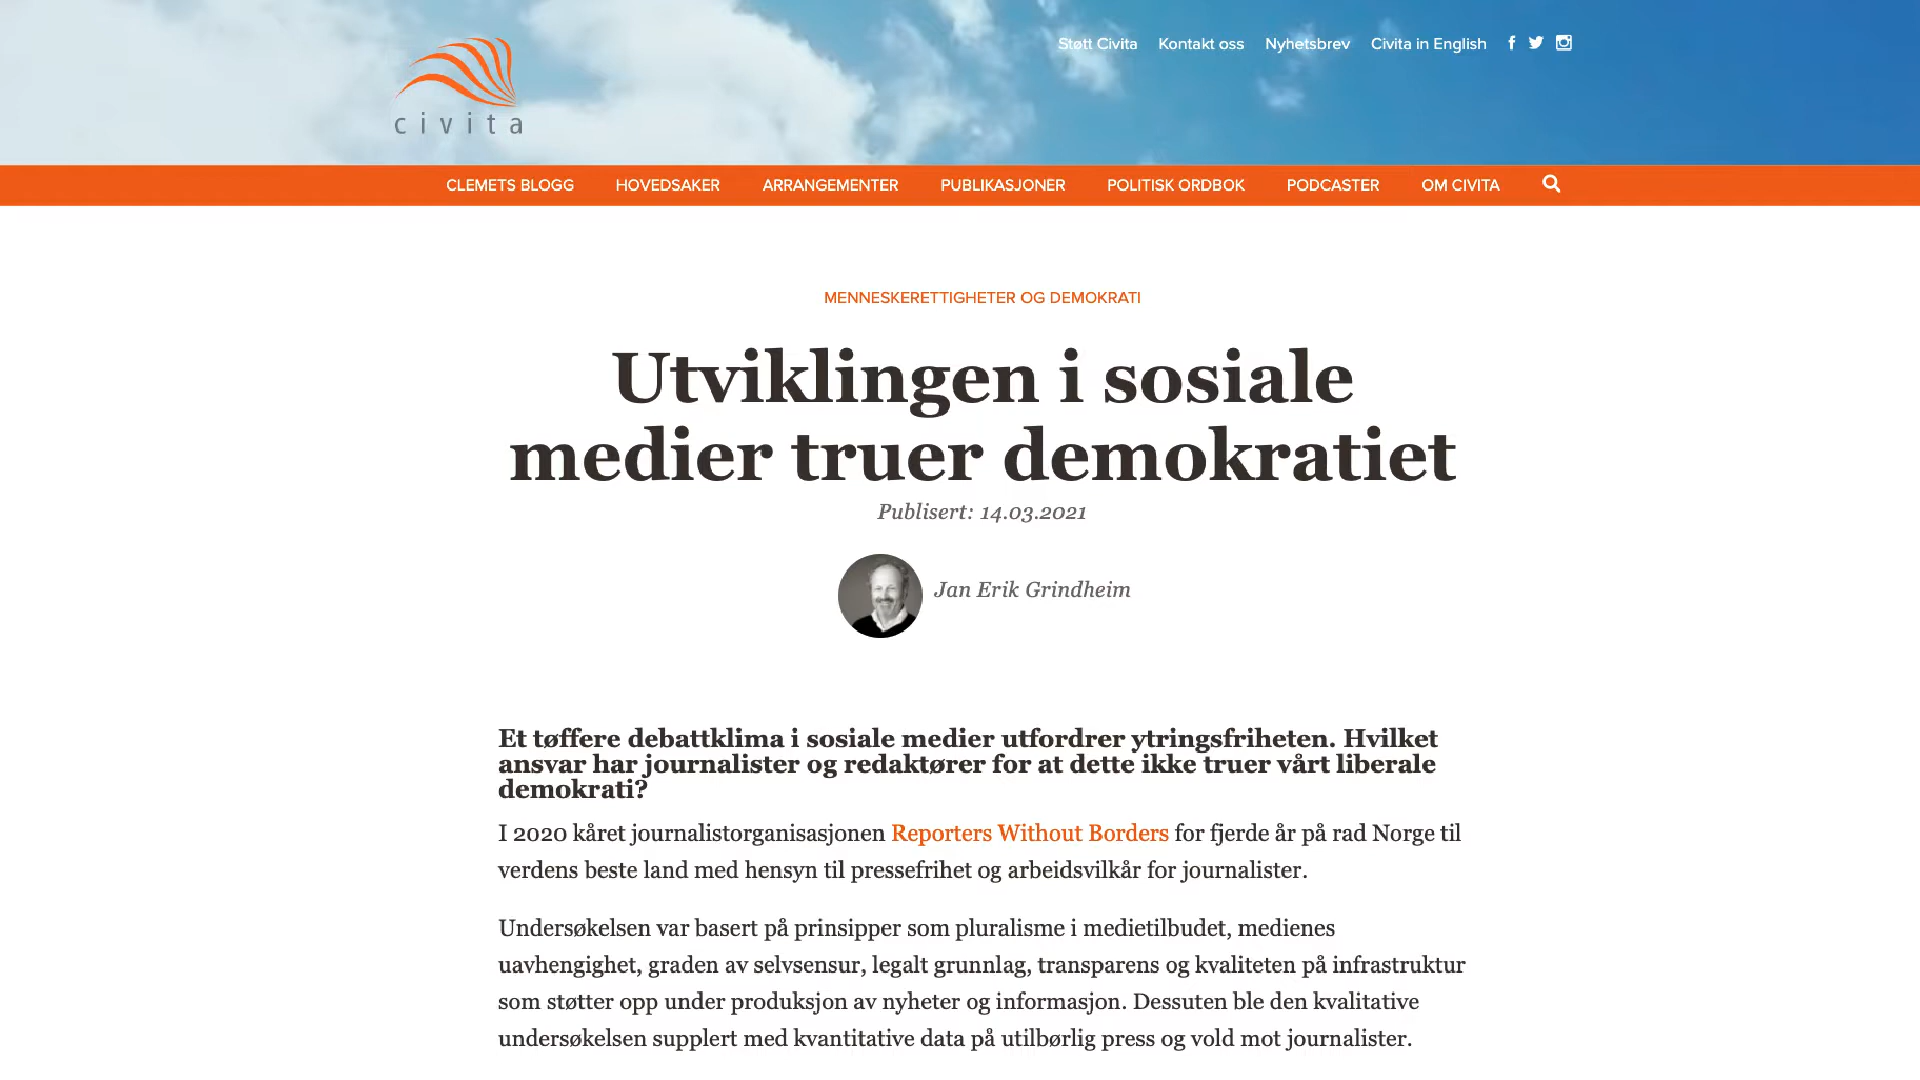 civita
Støtt Civita Kontakt oss Nyhetsbrev Civita in English
CLEMETS BLOGG HOVEDSAKER ARRANGEMENTER PUBLIKASJONER POLITISK ORDBOK PODCASTER OM CIVITA
MENNESKERETTIGHETER OG DEMOKRATI
Utviklingen i sosiale
medier truer demokratiet
Publisert: 14.03.2021
Jan Erik Grindheim
Et tøffere debattklima i sosiale medier utfordrer ytringsfriheten. Hvilket
ansvar har journalister og redaktører for at dette ikke truer vårt liberale
demokrati?
I 2020 kåret journalistorganisasjonen Reporters Without Borders for fjerde år på rad Norge til
verdens beste land med hensyn til pressefrihet og arbeidsvilkår for journalister.
Undersøkelsen var basert på prinsipper som pluralisme i medietilbudet, medienes
uavhengighet, graden av selvsensur, legalt grunnlag, transparens og kvaliteten på infrastruktur
som støtter opp under produksjon av nyheter og informasjon. Dessuten ble den kvalitative
undersøkelsen supplert med kvantitative data på utilbørlig press og vold mot journalister.